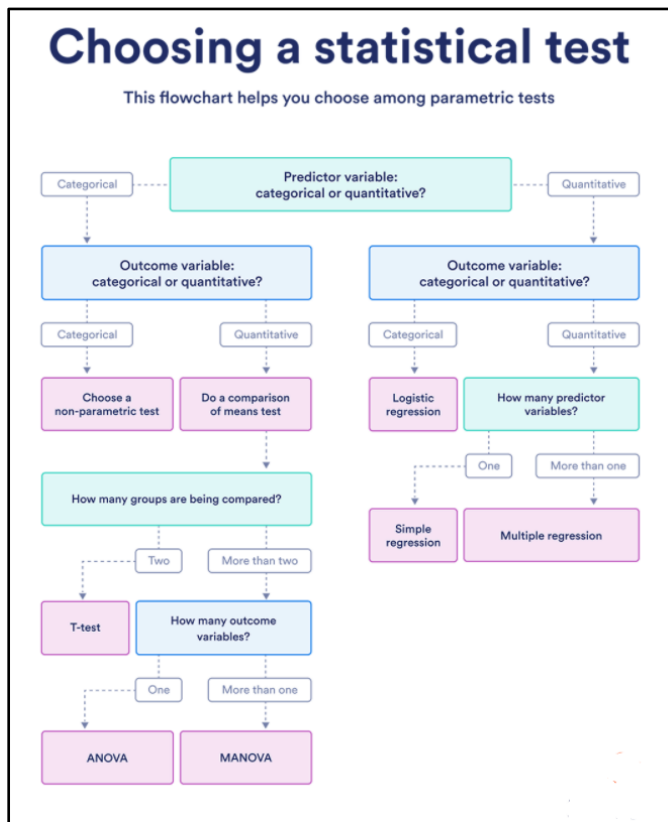 Choosing a statistical test
This flowchart helps you choose among parametric tests
Categorical
Predictor variable:
categorical or quantitative?
Quantitative
Outcome variable:
categorical or quantitative?
Outcome variable:
categorical or quantitative?
Categorical
Quantitative
Categorical
Quantitative
Choose a
non-parametric test
Do a comparison
of means test
Logistic
regression
How many predictor
variables?
One
More than one
How many groups are being compared?
Simple
regression
Multiple regression
Two
More than two
T-test
How many outcome
variables?
One
More than one
ANOVA
MANOVA